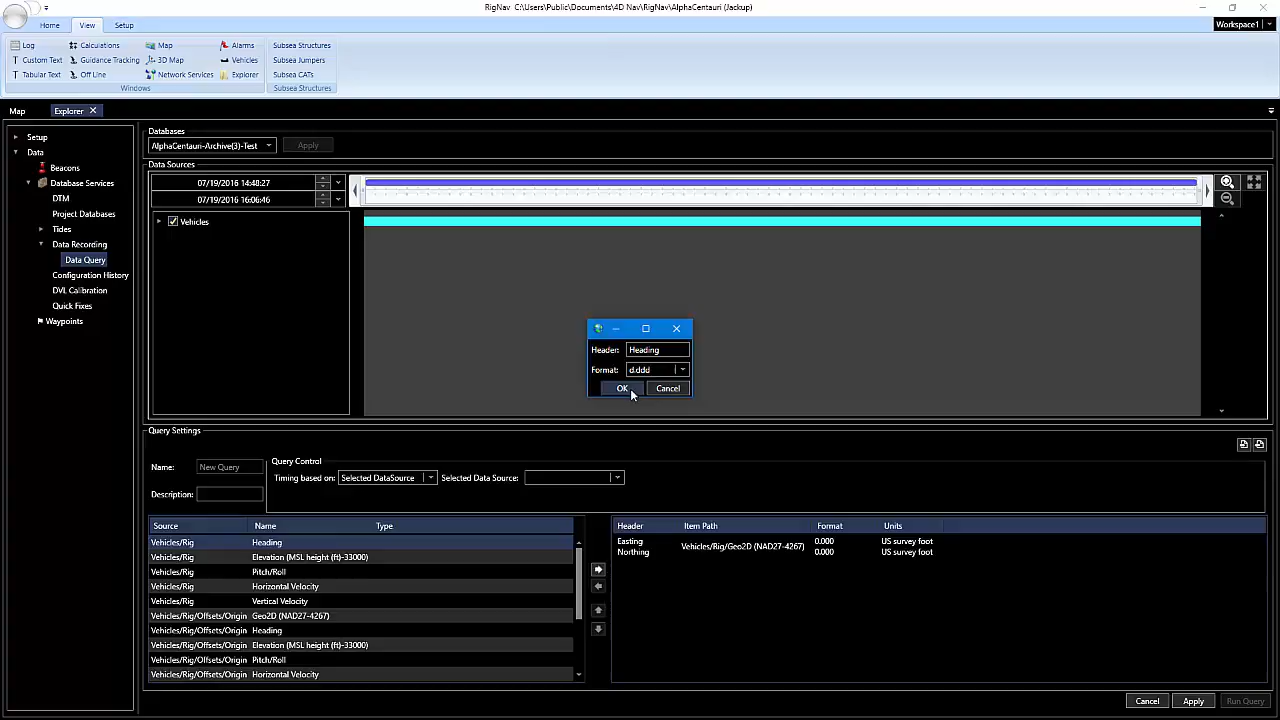 RigNav C:\Users\Public\Documents\4D Nav\RigNav\AlphaCentauri (Jackup)
Home View Setup
Workspace1
Log Calculations Map Alarms Subsea Structures
Custom Text Guidance Tracking 3D Map Vehicles Subsea Jumpers
Tabular Text Off Line Network Services Explorer Subsea CATs
Windows Subsea Structures
Map Explorer
Setup
Data
Beacons
Database Services
DTM
Project Databases
Tides
Data Recording
Data Query
Configuration History
DVL Calibration
Quick Fixes
Waypoints
Databases
AlphaCentauri-Archive(3)-Test Apply
Data Sources
07/19/2016 14:48:27
07/19/2016 16:06:46
Vehicles
Header: Heading
Format: d.ddd
OK Cancel
Query Settings
Name: New Query
Description:
Query Control
Timing based on: Selected DataSource Selected Data Source:
Source Name Type
Vehicles/Rig Heading
Vehicles/Rig Elevation (MSL height (ft)-33000)
Vehicles/Rig Pitch/Roll
Vehicles/Rig Horizontal Velocity
Vehicles/Rig Vertical Velocity
Vehicles/Rig/Offsets/Origin Geo2D (NAD27-4267)
Vehicles/Rig/Offsets/Origin Heading
Vehicles/Rig/Offsets/Origin Elevation (MSL height (ft)-33000)
Vehicles/Rig/Offsets/Origin Pitch/Roll
Vehicles/Rig/Offsets/Origin Horizontal Velocity
Header Item Path Format Units
Easting 0.000 US survey foot
Vehicles/Rig/Geo2D (NAD27-4267)
Northing 0.000 US survey foot
Cancel Apply Run Query